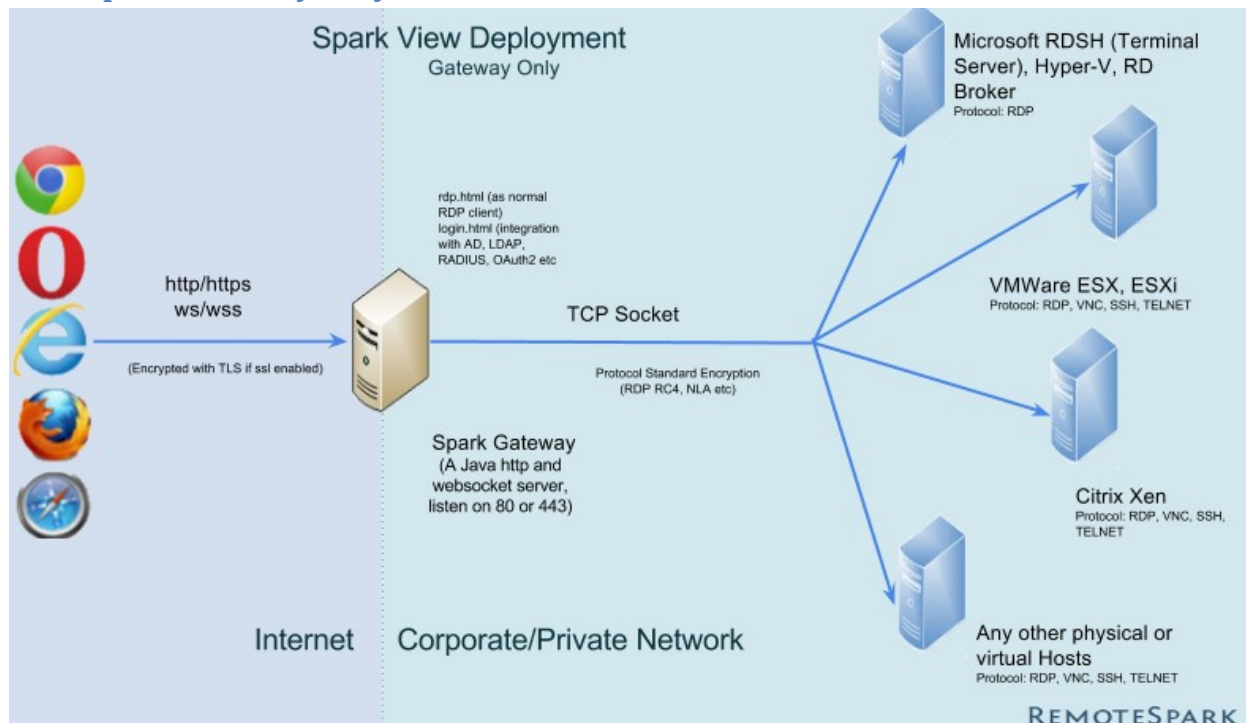 Spark View Deployment
Gateway Only
Microsoft RDSH (Terminal
Server), Hyper-V, RD
Broker
Protocol: RDP
rdp.html (as normal
RDP client)
login.html (integration
with AD, LDAP,
RADIUS, OAuth2 etc
http/https
ws/wss
(Encrypted with TLS if ssl enabled)
TCP Socket
Protocol Standard Encryption
(RDP RC4, NLA etc)
VMWare ESX, ESXi
Protocol: RDP, VNC, SSH, TELNET
Spark Gateway
(A Java http and
websocket server,
listen on 80 or 443)
Citrix Xen
Protocol: RDP, VNC, SSH,
TELNET
Internet
Corporate/Private Network
Any other physical or
virtual Hosts
Protocol: RDP, VNC, SSH, TELNET
REMOTESPARK